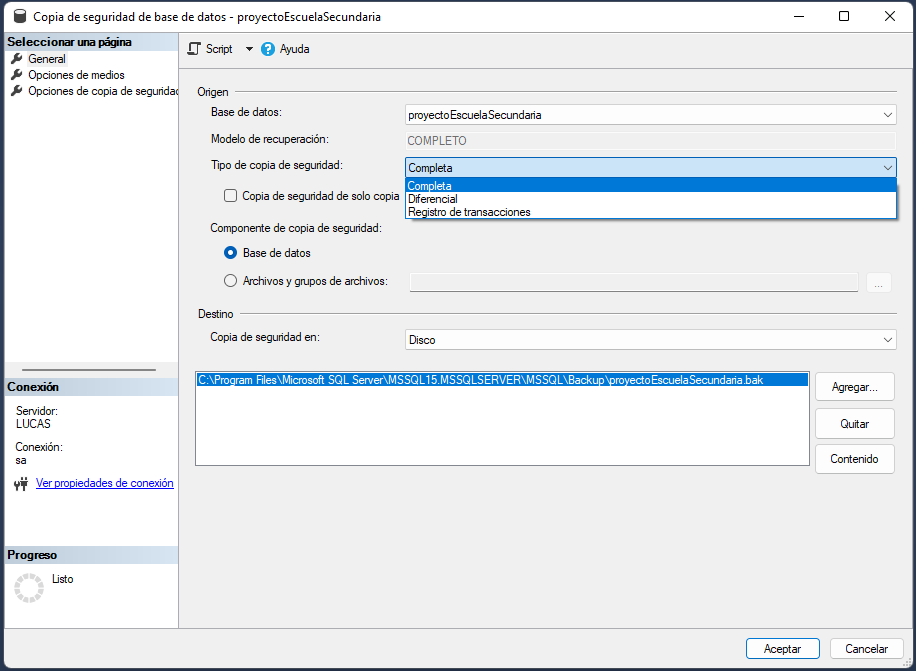 Copia de seguridad de base de datos - proyectoEscuelaSecundaria
Seleccionar una página
General
Opciones de medios
Opciones de copia de seguridad
Script
Ayuda
Origen
Base de datos:
proyectoEscuelaSecundaria
Modelo de recuperación:
COMPLETO
Tipo de copia de seguridad:
Completa
Completa
Diferencial
Registro de transacciones
Copia de seguridad de solo copia
Componente de copia de seguridad:
Base de datos
Archivos y grupos de archivos:
...
Destino
Copia de seguridad en:
Disco
C:\Program Files\Microsoft SQL Server\MSSQL15.MSSQLSERVER\MSSQL\Backup\proyectoEscuelaSecundaria.bak
Agregar...
Quitar
Contenido
Conexión
Servidor:
LUCAS
Conexión:
sa
Ver propiedades de conexión
Progreso
Listo
Aceptar
Cancelar